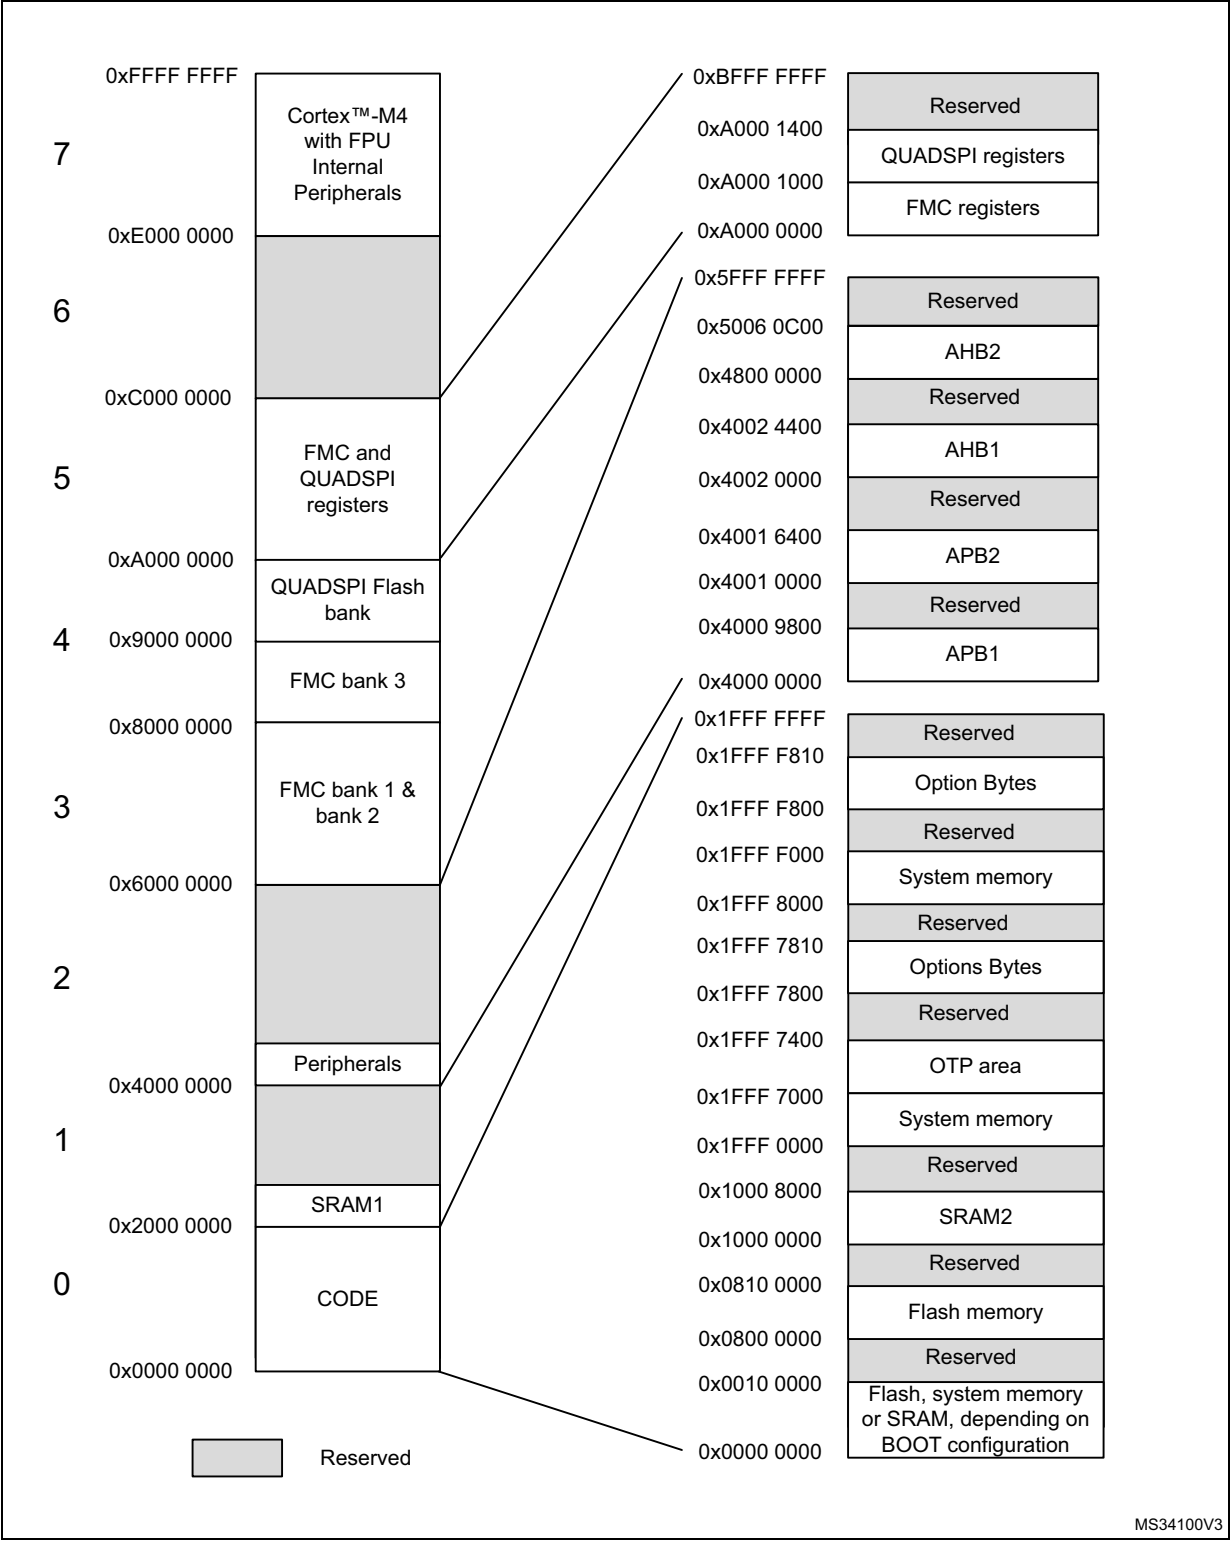 0xFFFF FFFF
Cortex™-M4
with FPU
Internal
Peripherals
7
0xE000 0000
6
0xC000 0000
FMC and
QUADSPI
registers
5
0xA000 0000
QUADSPI Flash
bank
4
0x9000 0000
FMC bank 3
0x8000 0000
FMC bank 1 &
bank 2
3
0x6000 0000
2
Peripherals
0x4000 0000
1
SRAM1
0x2000 0000
0
CODE
0x0000 0000
Reserved
0xBFFF FFFF
Reserved
0xA000 1400
QUADSPI registers
0xA000 1000
FMC registers
0xA000 0000
0x5FFF FFFF
Reserved
0x5006 0C00
AHB2
0x4800 0000
Reserved
0x4002 4400
AHB1
0x4002 0000
Reserved
0x4001 6400
APB2
0x4001 0000
Reserved
0x4000 9800
APB1
0x4000 0000
0x1FFF FFFF
Reserved
0x1FFF F810
Option Bytes
0x1FFF F800
Reserved
0x1FFF F000
System memory
0x1FFF 8000
Reserved
0x1FFF 7810
Options Bytes
0x1FFF 7800
Reserved
0x1FFF 7400
OTP area
0x1FFF 7000
System memory
0x1FFF 0000
Reserved
0x1000 8000
SRAM2
0x1000 0000
Reserved
0x0810 0000
Flash memory
0x0800 0000
Reserved
0x0010 0000
Flash, system memory
or SRAM, depending on
BOOT configuration
0x0000 0000
MS34100V3